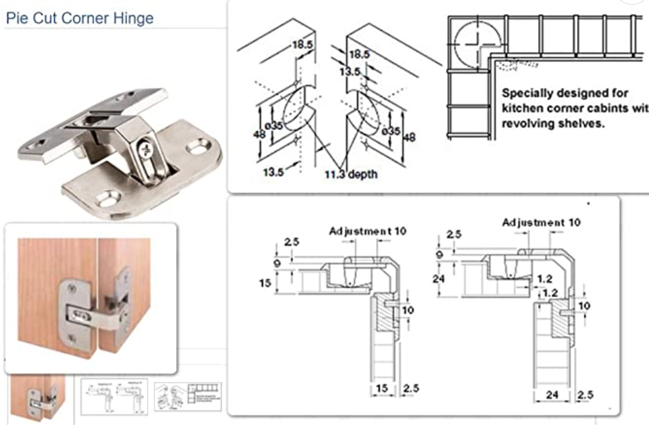 Pie Cut Corner Hinge
18.5
18.5
13.5
ø35
48
ø35
48
13.5
11.3 depth
Specially designed for
kitchen corner cabints wit
revolving shelves.
Adjustment 10
2.5
9
15
10
15
2.5
Adjustment 10
2.5
9
24
1.2
1.2
10
24
2.5